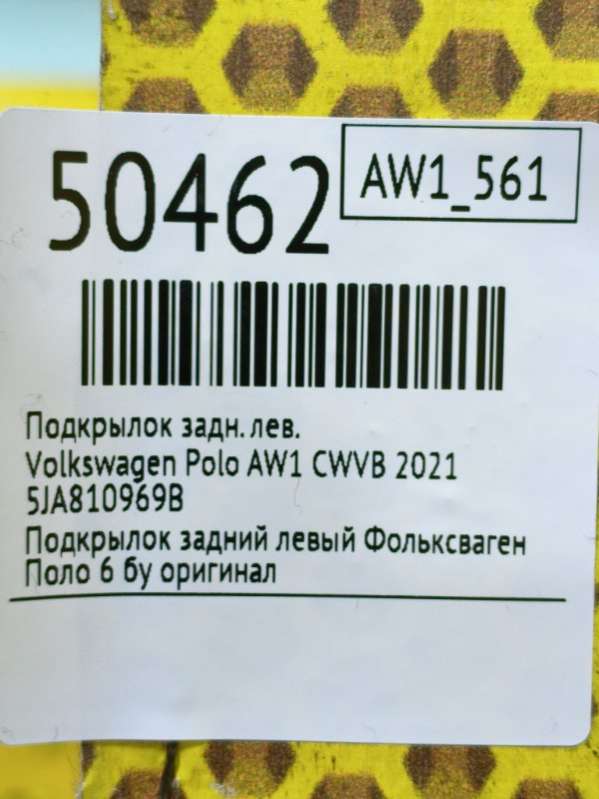 50462
AW1_561
Подкрылок задн. лев.
Volkswagen Polo AW1 CWVB 2021
5JA810969B
Подкрылок задний левый Фольксваген
Поло 6 бу оригинал